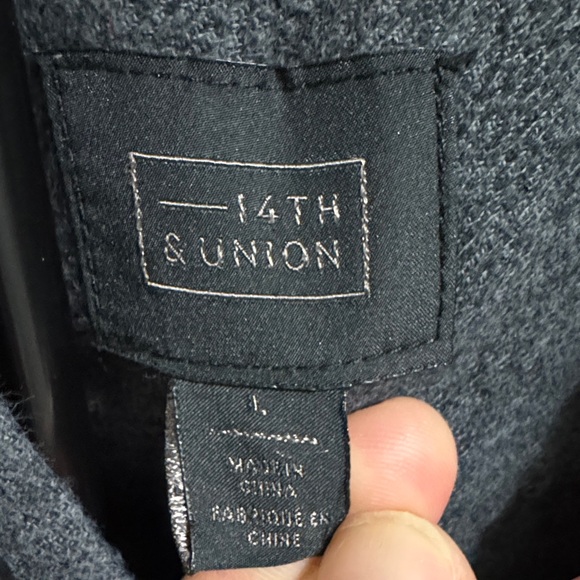 14TH
& UNION
L
MADE IN
CHINA
FABRIQUÉ EN
CHINE